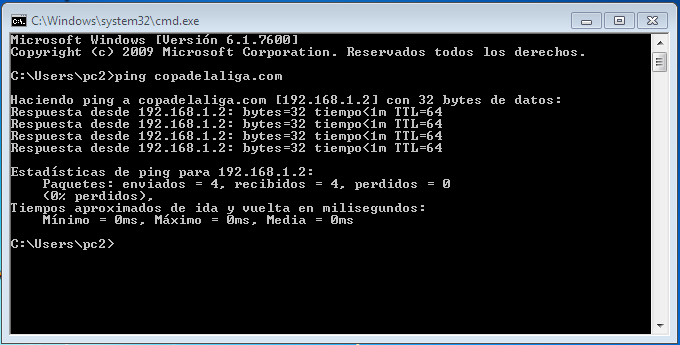 C:\Windows\system32\cmd.exe
Microsoft Windows [Versión 6.1.7600]
Copyright (c) 2009 Microsoft Corporation. Reservados todos los derechos.
C:\Users\pc2>ping copadelaliga.com
Haciendo ping a copadelaliga.com [192.168.1.2] con 32 bytes de datos:
Respuesta desde 192.168.1.2: bytes=32 tiempo<1m TTL=64
Respuesta desde 192.168.1.2: bytes=32 tiempo<1m TTL=64
Respuesta desde 192.168.1.2: bytes=32 tiempo<1m TTL=64
Respuesta desde 192.168.1.2: bytes=32 tiempo<1m TTL=64
Estadísticas de ping para 192.168.1.2:
Paquetes: enviados = 4, recibidos = 4, perdidos = 0
(0% perdidos),
Tiempos aproximados de ida y vuelta en milisegundos:
Mínimo = 0ms, Máximo = 0ms, Media = 0ms
C:\Users\pc2>